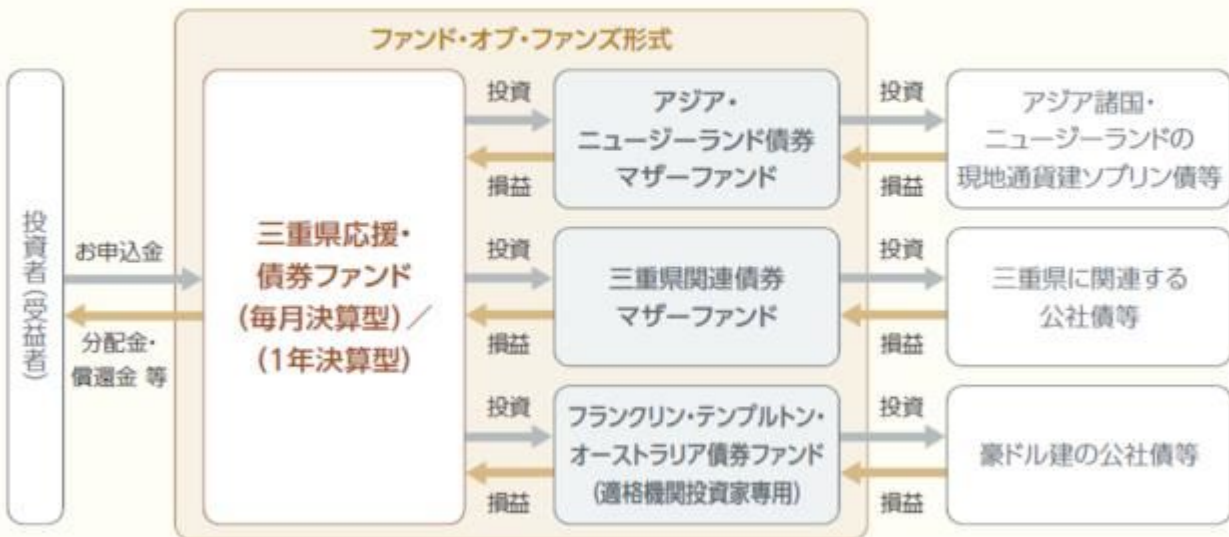 ファンド・オブ・ファンズ形式
投資者(受益者)
お申込金
分配金・
償還金 等
三重県応援・
債券ファンド
(毎月決算型)／
(1年決算型)
投資
損益
アジア・
ニュージーランド債券
マザーファンド
投資
損益
アジア諸国・
ニュージーランドの
現地通貨建ソブリン債等
投資
損益
三重県関連債券
マザーファンド
投資
損益
三重県に関連する
公社債等
投資
損益
フランクリン・テンプルトン・
オーストラリア債券ファンド
(適格機関投資家専用)
投資
損益
豪ドル建の公社債等